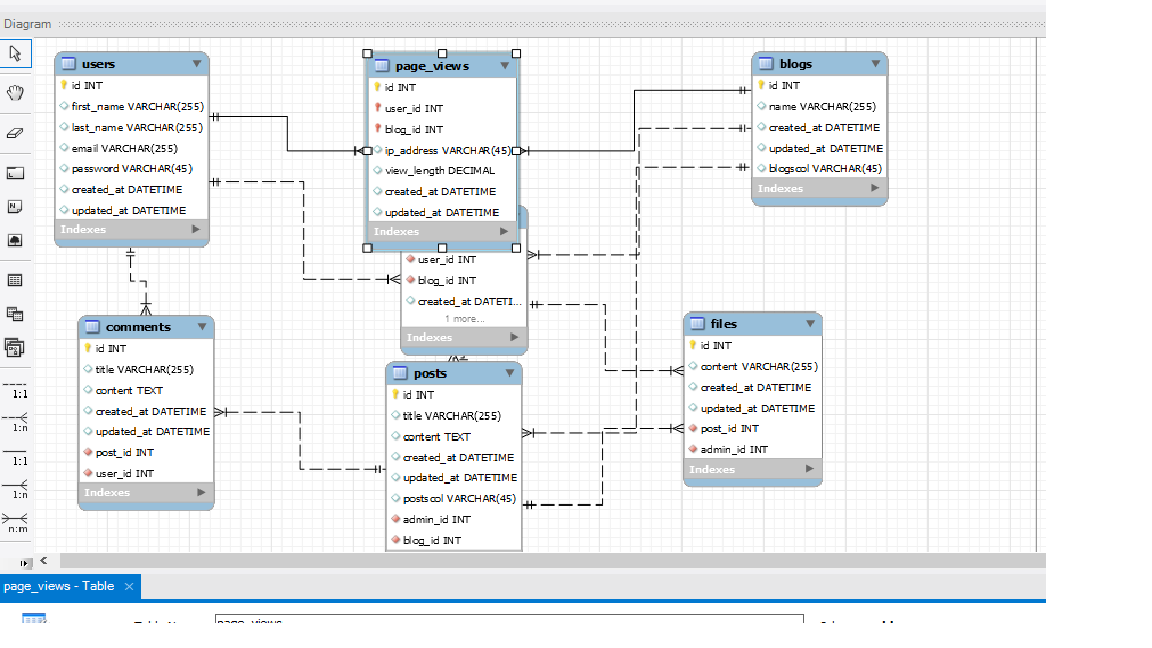 Diagram
users
id INT
first_name VARCHAR(255)
last_name VARCHAR(255)
email VARCHAR(255)
password VARCHAR(45)
created_at DATETIME
updated_at DATETIME
Indexes
page_views
id INT
user_id INT
blog_id INT
ip_address VARCHAR(45)
view_length DECIMAL
created_at DATETIME
updated_at DATETIME
Indexes
blogs
id INT
name VARCHAR(255)
created_at DATETIME
updated_at DATETIME
blogscol VARCHAR(45)
Indexes
user_id INT
blog_id INT
created_at DATETI...
1 more...
Indexes
comments
id INT
title VARCHAR(255)
content TEXT
created_at DATETIME
updated_at DATETIME
post_id INT
user_id INT
Indexes
posts
id INT
title VARCHAR(255)
content TEXT
created_at DATETIME
updated_at DATETIME
postscol VARCHAR(45)
admin_id INT
blog_id INT
files
id INT
content VARCHAR(255)
created_at DATETIME
updated_at DATETIME
post_id INT
admin_id INT
Indexes
1:1
1:n
1:1
1:n
n:m
page_views - Table
page_views